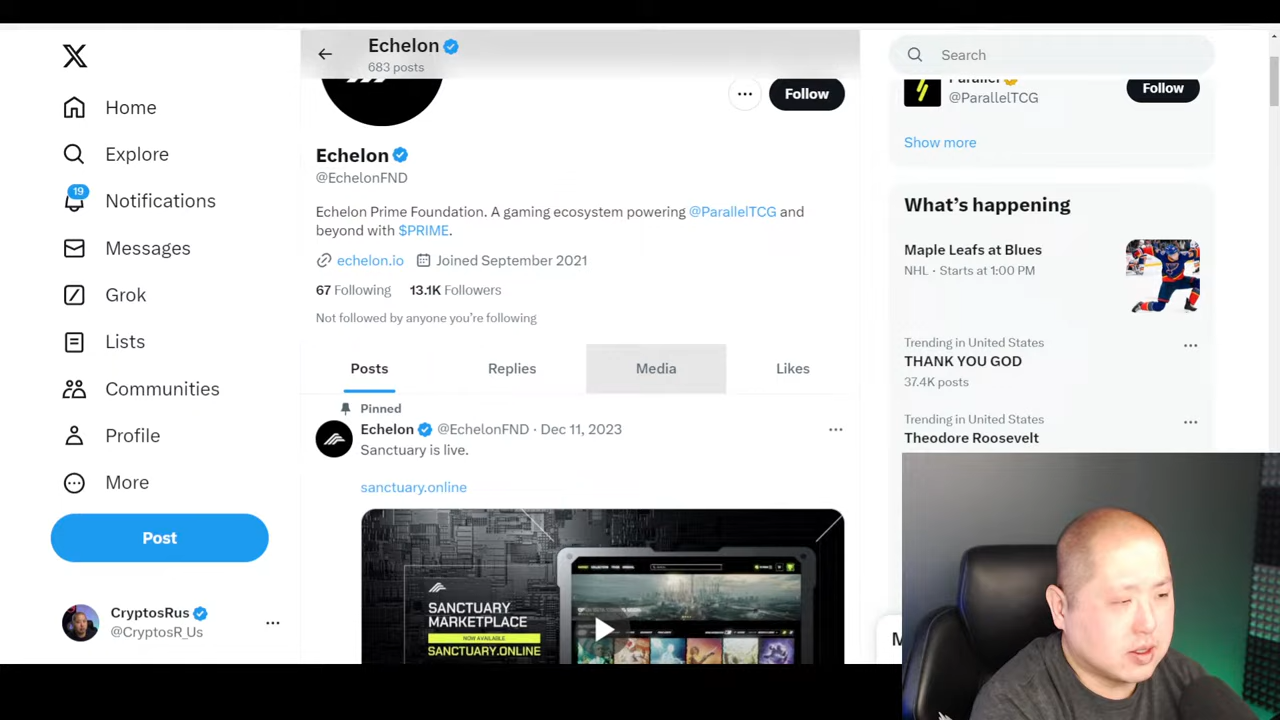 Echelon
683 posts
Follow
Echelon
@EchelonFND
Echelon Prime Foundation. A gaming ecosystem powering @ParallelTCG and
beyond with $PRIME.
echelon.io Joined September 2021
67 Following 13.1K Followers
Not followed by anyone you're following
Posts Replies Media Likes
Pinned
Echelon @EchelonFND · Dec 11, 2023
Sanctuary is live.
sanctuary.online
SANCTUARY
MARKETPLACE
NOW AVAILABLE
SANCTUARY.ONLINE
Home
Explore
19
Notifications
Messages
Grok
Lists
Communities
Profile
More
Post
CryptosRus
@CryptosR_Us
Search
Parallel
@ParallelTCG
Follow
Show more
What's happening
Maple Leafs at Blues
NHL · Starts at 1:00 PM
Trending in United States
THANK YOU GOD
37.4K posts
Trending in United States
Theodore Roosevelt